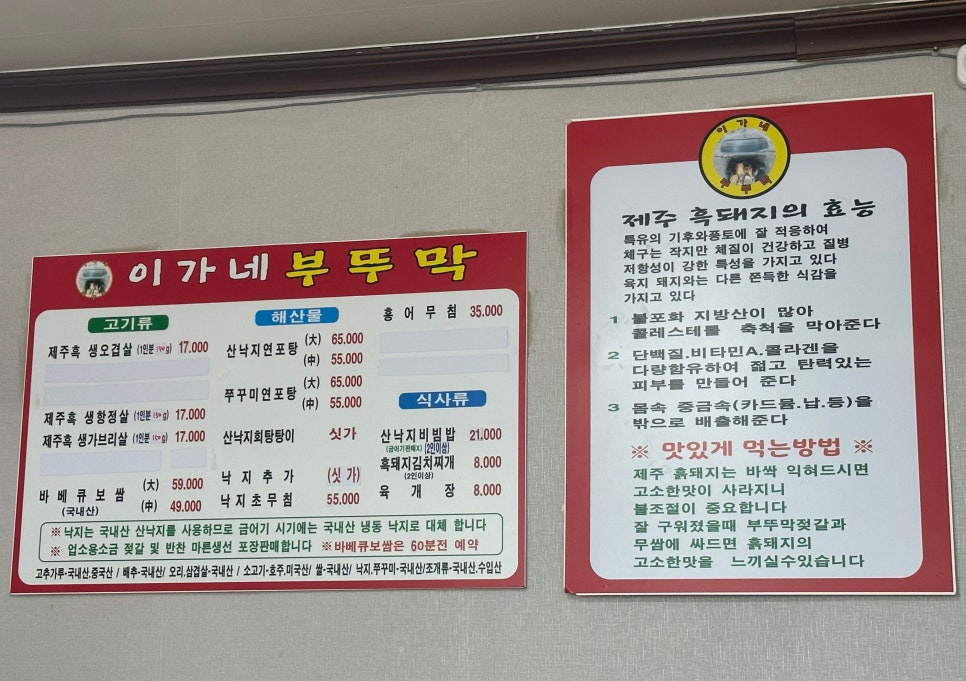 이가네 부뚜막
고기류
제주흑 생오겹살 (1인분 g) 17.000
제주흑 생항정살 (1인분 g) 17.000
제주흑 생가브리살 (1인분 g) 17.000
바베큐보쌈 (大) 59.000
(국내산) (中) 49.000
해산물
산낙지연포탕 (大) 65.000
(中) 55.000
쭈꾸미연포탕 (大) 65.000
(中) 55.000
산낙지회탕탕이 싯가
낙지추가 (싯가)
낙지초무침 55.000
홍어무침 35.000
식사류
산낙지비빔밥 21.000
(금어기판매X) (2인이상)
흑돼지김치찌개 8.000
(2인이상)
육개장 8.000
※ 낙지는 국내산 산낙지를 사용하므로 금어기 시기에는 국내산 냉동 낙지로 대체 합니다
※ 업소용소금 젖갈 및 반찬 마른생선 포장판매합니다 ※바베큐보쌈은 60분전 예약
고추가루-국내산.중국산 / 배추-국내산/ 오리.삼겹살-국내산 / 소고기-호주.미국산/ 쌀-국내산/ 낙지.쭈꾸미-국내산/조개류-국내산.수입산
이가네
부뚜막
제주 흑돼지의 효능
특유의 기후와풍토에 잘 적응하여
체구는 작지만 체질이 건강하고 질병
저항성이 강한 특성을 가지고 있다
육지 돼지와는 다른 쫀득한 식감을
가지고 있다
1 불포화 지방산이 많아
콜레스테롤 축척을 막아준다
2 단백질.비타민A.콜라겐을
다량함유하여 젊고 탄력있는
피부를 만들어 준다
3 몸속 중금속(카드뮴.납.등)을
밖으로 배출해준다
※ 맛있게 먹는방법 ※
제주 흙돼지는 바싹 익혀드시면
고소한맛이 사라지니
불조절이 중요합니다
잘 구워졌을때 부뚜막젖갈과
무쌈에 싸드면 흙돼지의
고소한맛을 느끼실수있습니다